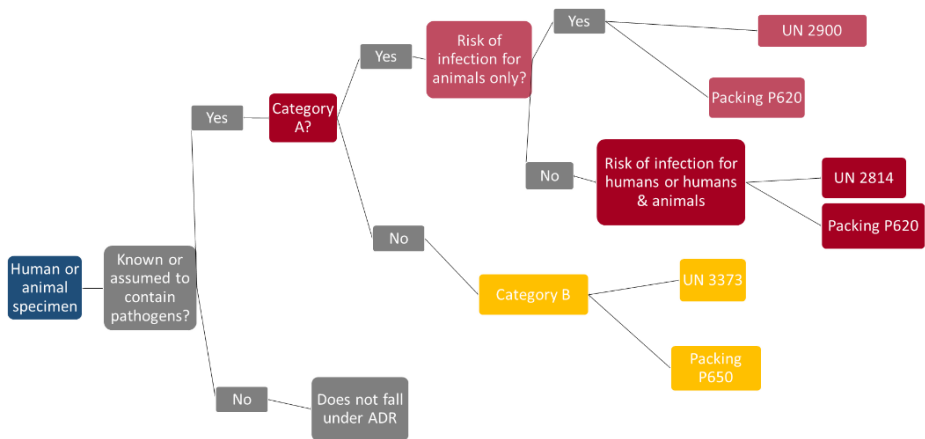 Human or
animal
specimen
Known or
assumed to
contain
pathogens?
Yes
Category
A?
Yes
Risk of
infection for
animals only?
Yes
UN 2900
Packing P620
No
Risk of infection for
humans or humans
& animals
UN 2814
Packing P620
No
Category B
UN 3373
Packing
P650
No
Does not fall
under ADR